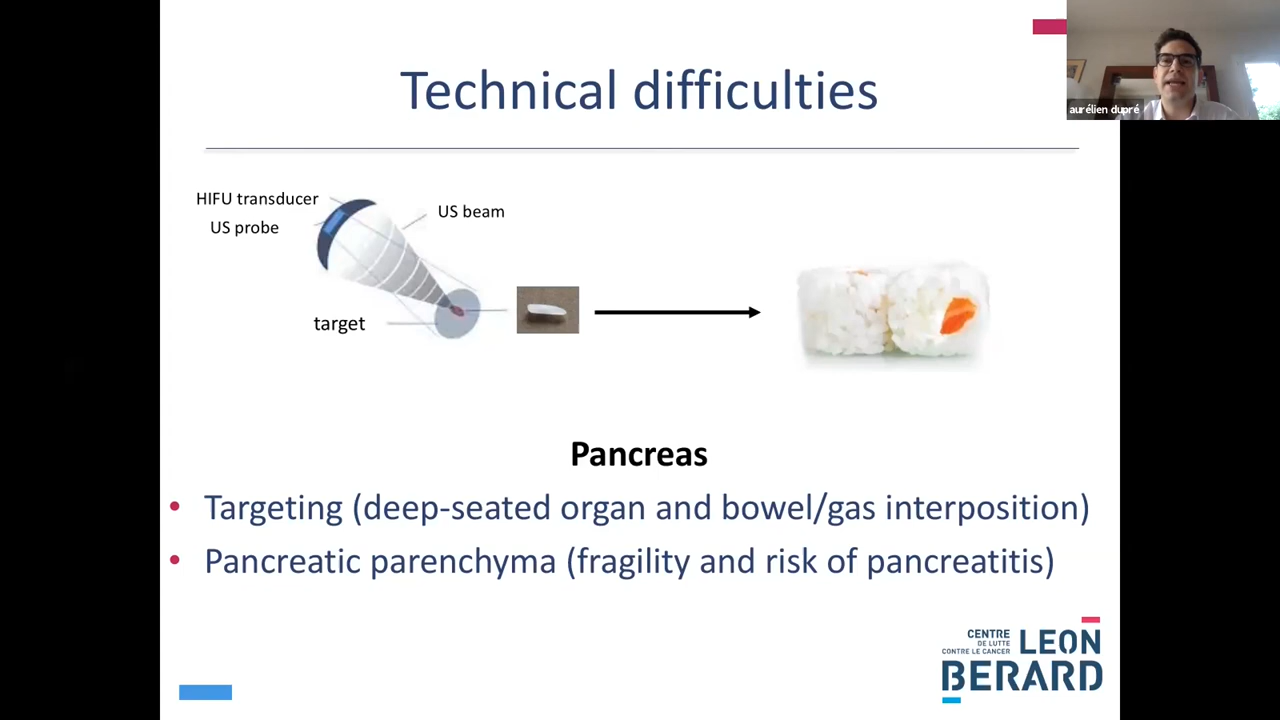 Technical difficulties
aurélien dupré
HIFU transducer
US probe
US beam
target
Pancreas
• Targeting (deep-seated organ and bowel/gas interposition)
• Pancreatic parenchyma (fragility and risk of pancreatitis)
CENTRE
DE LUTTE
CONTRE LE CANCER
LEON
BERARD